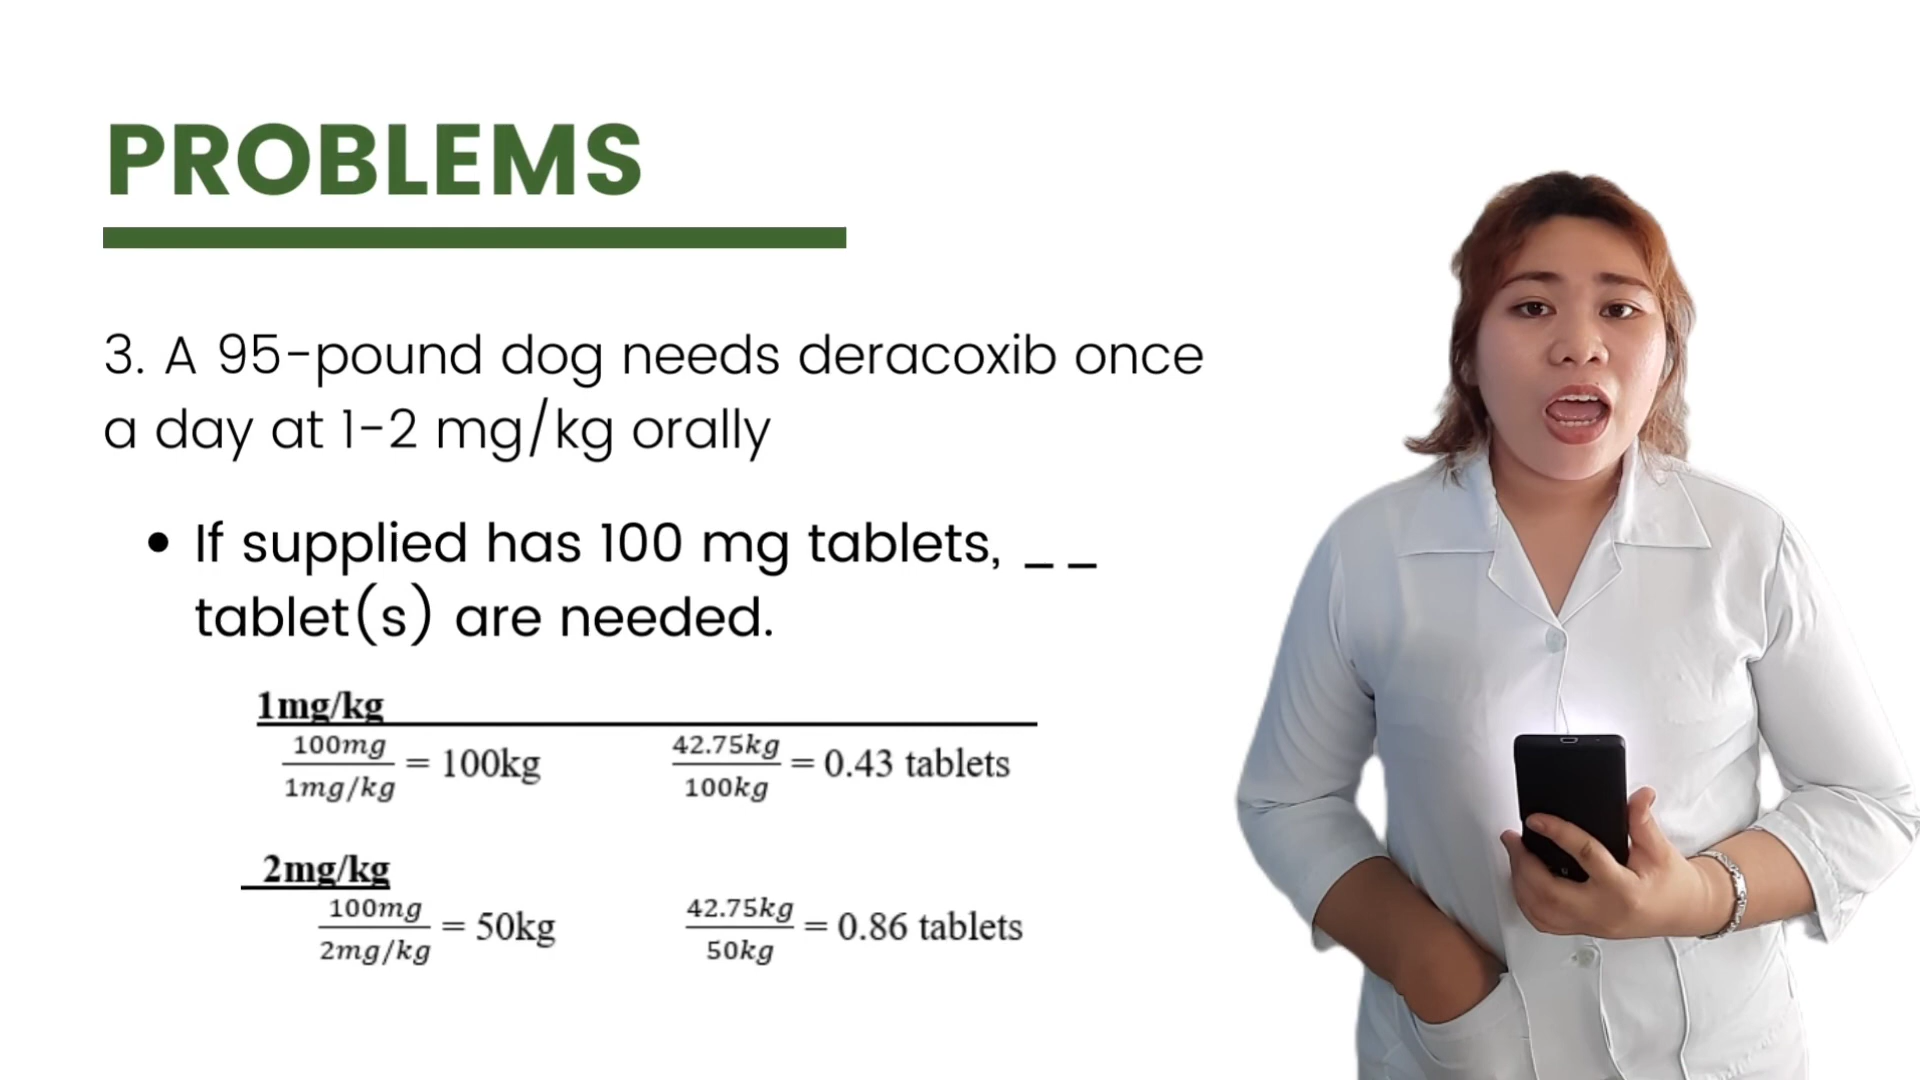 PROBLEMS
3. A 95-pound dog needs deracoxib once
a day at 1-2 mg/kg orally
• If supplied has 100 mg tablets, _ _
tablet(s) are needed.
1mg/kg
100mg/1mg/kg = 100kg 42.75kg/100kg = 0.43 tablets
2mg/kg
100mg/2mg/kg = 50kg 42.75kg/50kg = 0.86 tablets